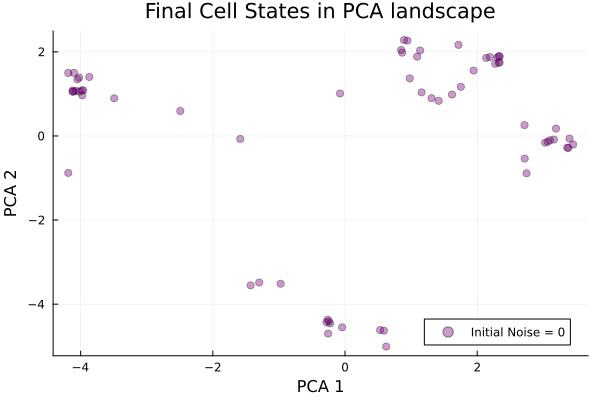 Final Cell States in PCA landscape
2
0
−2
−4
PCA 2
−4
−2
0
2
PCA 1
Initial Noise = 0